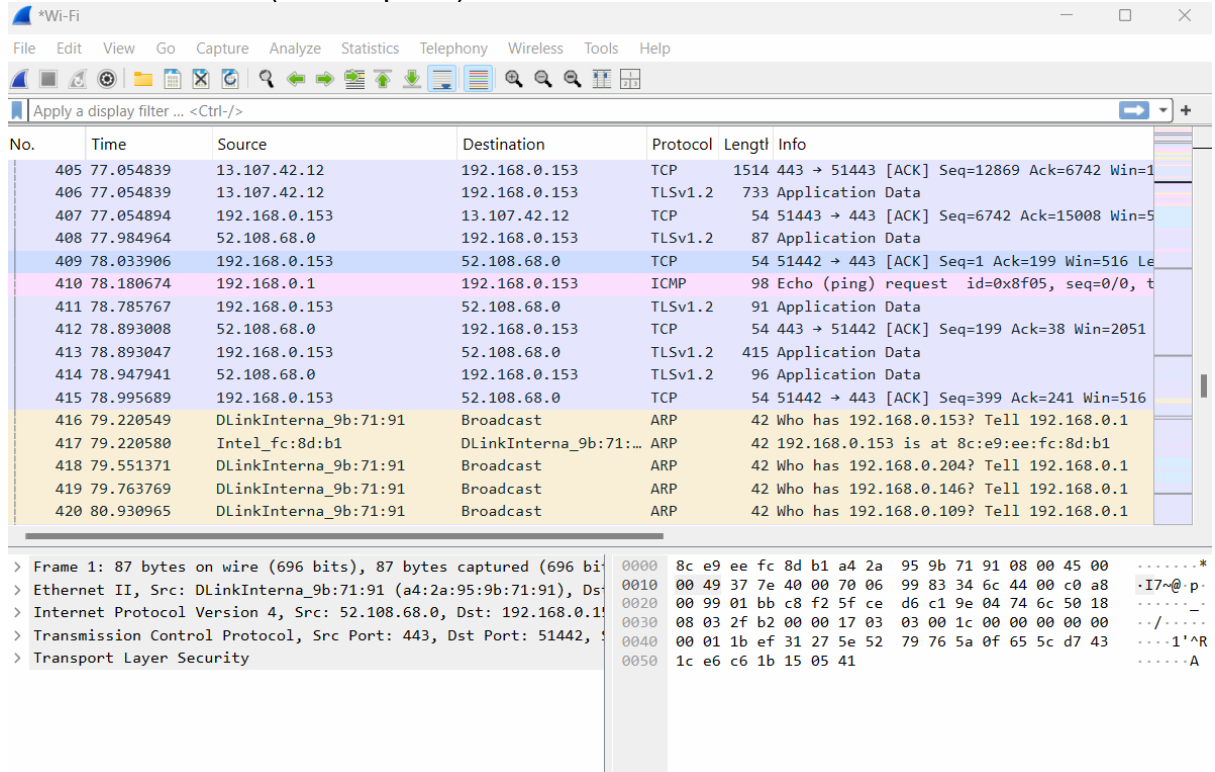 *Wi-Fi
File Edit View Go Capture Analyze Statistics Telephony Wireless Tools Help
Apply a display filter ... <Ctrl-/>
No. Time Source Destination Protocol Lengtl Info
405 77.054839 13.107.42.12 192.168.0.153 TCP 1514 443 → 51443 [ACK] Seq=12869 Ack=6742 Win=1
406 77.054839 13.107.42.12 192.168.0.153 TLSv1.2 733 Application Data
407 77.054894 192.168.0.153 13.107.42.12 TCP 54 51443 → 443 [ACK] Seq=6742 Ack=15008 Win=5
408 77.984964 52.108.68.0 192.168.0.153 TLSv1.2 87 Application Data
409 78.033906 192.168.0.153 52.108.68.0 TCP 54 51442 → 443 [ACK] Seq=1 Ack=199 Win=516 Le
410 78.180674 192.168.0.1 192.168.0.153 ICMP 98 Echo (ping) request id=0x8f05, seq=0/0, t
411 78.785767 192.168.0.153 52.108.68.0 TLSv1.2 91 Application Data
412 78.893008 52.108.68.0 192.168.0.153 TCP 54 443 → 51442 [ACK] Seq=199 Ack=38 Win=2051
413 78.893047 192.168.0.153 52.108.68.0 TLSv1.2 415 Application Data
414 78.947941 52.108.68.0 192.168.0.153 TLSv1.2 96 Application Data
415 78.995689 192.168.0.153 52.108.68.0 TCP 54 51442 → 443 [ACK] Seq=399 Ack=241 Win=516
416 79.220549 DLinkInterna_9b:71:91 Broadcast ARP 42 Who has 192.168.0.153? Tell 192.168.0.1
417 79.220580 Intel_fc:8d:b1 DLinkInterna_9b:71:… ARP 42 192.168.0.153 is at 8c:e9:ee:fc:8d:b1
418 79.551371 DLinkInterna_9b:71:91 Broadcast ARP 42 Who has 192.168.0.204? Tell 192.168.0.1
419 79.763769 DLinkInterna_9b:71:91 Broadcast ARP 42 Who has 192.168.0.146? Tell 192.168.0.1
420 80.930965 DLinkInterna_9b:71:91 Broadcast ARP 42 Who has 192.168.0.109? Tell 192.168.0.1
> Frame 1: 87 bytes on wire (696 bits), 87 bytes captured (696 bi
> Ethernet II, Src: DLinkInterna_9b:71:91 (a4:2a:95:9b:71:91), Ds
> Internet Protocol Version 4, Src: 52.108.68.0, Dst: 192.168.0.1
> Transmission Control Protocol, Src Port: 443, Dst Port: 51442,
> Transport Layer Security
0000 8c e9 ee fc 8d b1 a4 2a 95 9b 71 91 08 00 45 00 ·······*
0010 00 49 37 7e 40 00 70 06 99 83 34 6c 44 00 c0 a8 ·I7~@·p·
0020 00 99 01 bb c8 f2 5f ce d6 c1 9e 04 74 6c 50 18 ······_·
0030 08 03 2f b2 00 00 17 03 03 00 1c 00 00 00 00 00 ··/·····
0040 00 01 1b ef 31 27 5e 52 79 76 5a 0f 65 5c d7 43 ····1'^R
0050 1c e6 c6 1b 15 05 41 ······A